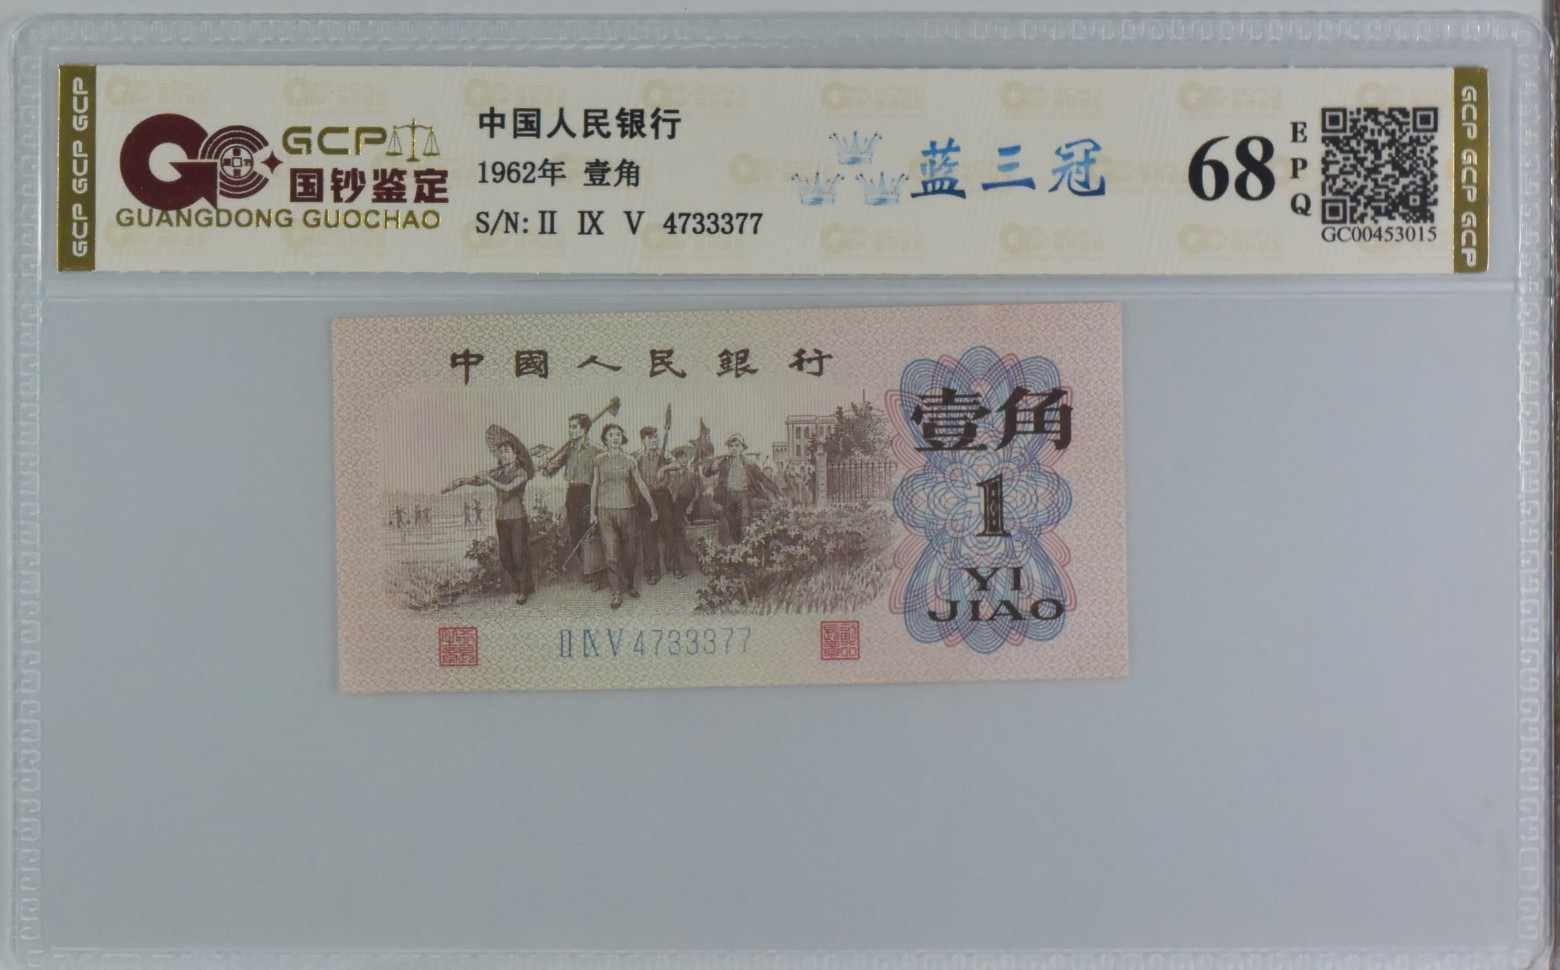 GCP GCP GCP
GCP
国钞鉴定
GUANGDONG GUOCHAO
中国人民银行
1962年 壹角
S/N: II IX V 4733377
蓝三冠
68
EPQ
GC00453015
GCP GCP GCP
中國人民銀行
壹角
1
YI
JIAO
II IX V 4733377